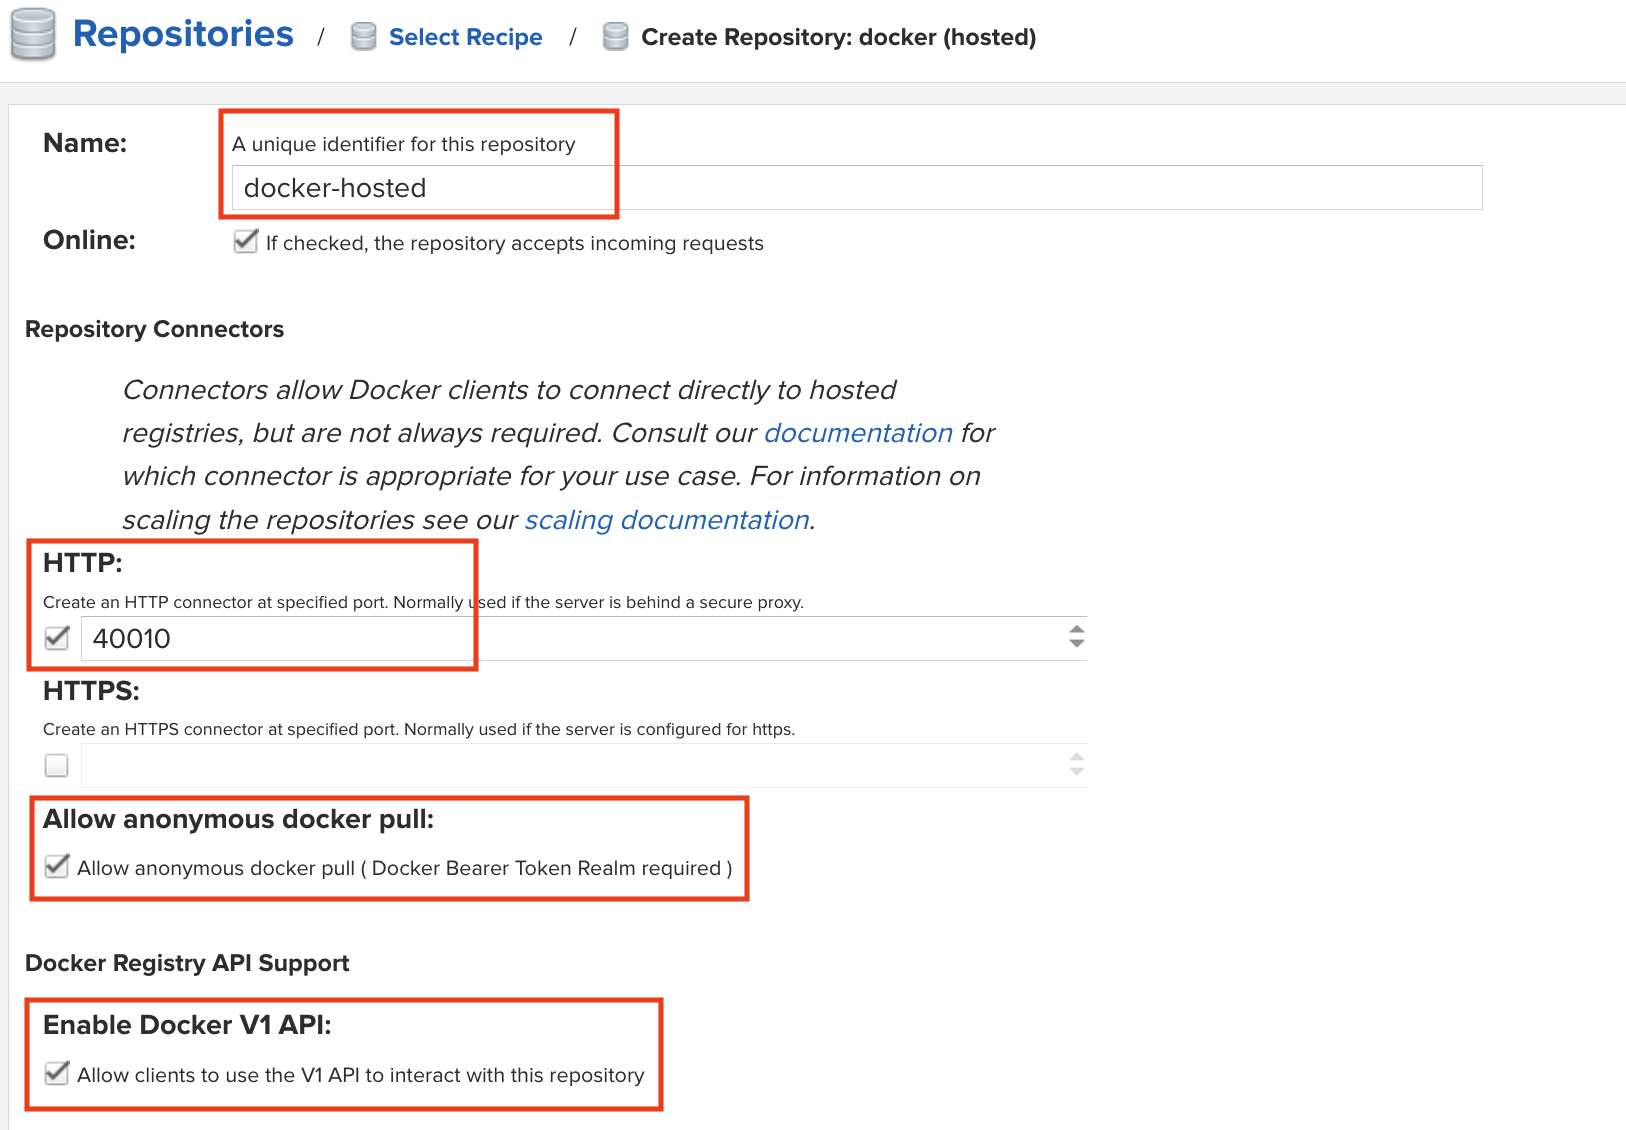 Repositories / Select Recipe / Create Repository: docker (hosted)
Name:
A unique identifier for this repository
docker-hosted
Online:
If checked, the repository accepts incoming requests
Repository Connectors
Connectors allow Docker clients to connect directly to hosted
registries, but are not always required. Consult our documentation for
which connector is appropriate for your use case. For information on
scaling the repositories see our scaling documentation.
HTTP:
Create an HTTP connector at specified port. Normally used if the server is behind a secure proxy.
40010
HTTPS:
Create an HTTPS connector at specified port. Normally used if the server is configured for https.
Allow anonymous docker pull:
Allow anonymous docker pull ( Docker Bearer Token Realm required )
Docker Registry API Support
Enable Docker V1 API:
Allow clients to use the V1 API to interact with this repository